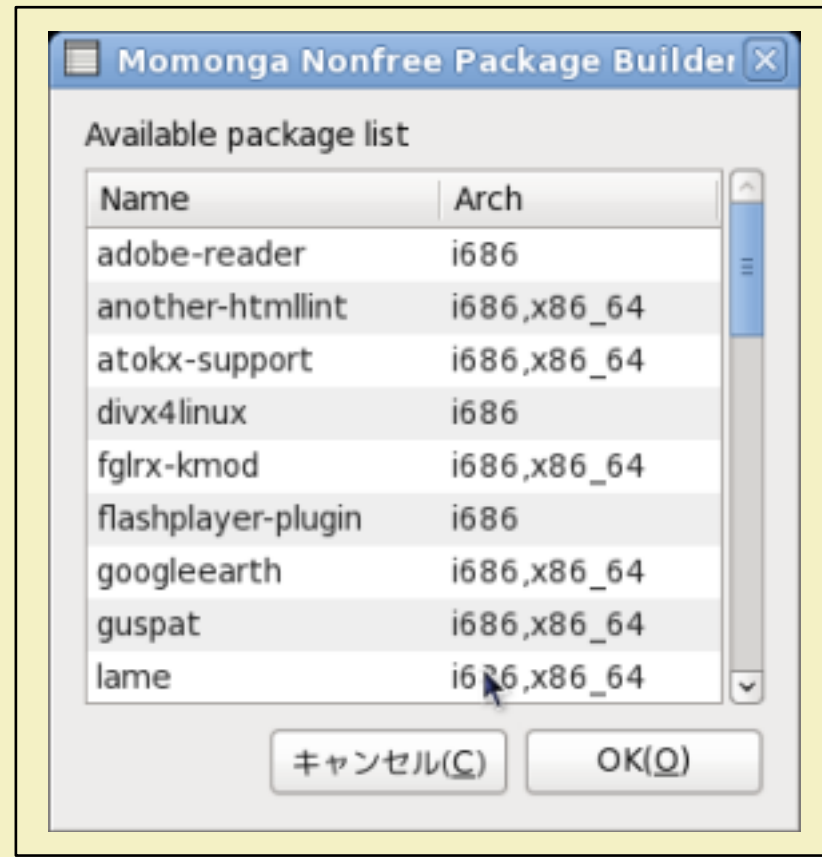 Momonga Nonfree Package Builder
Available package list
Name Arch
adobe-reader i686
another-htmllint i686,x86_64
atokx-support i686,x86_64
divx4linux i686
fglrx-kmod i686,x86_64
flashplayer-plugin i686
googleearth i686,x86_64
guspat i686,x86_64
lame i686,x86_64
キャンセル(C) OK(O)